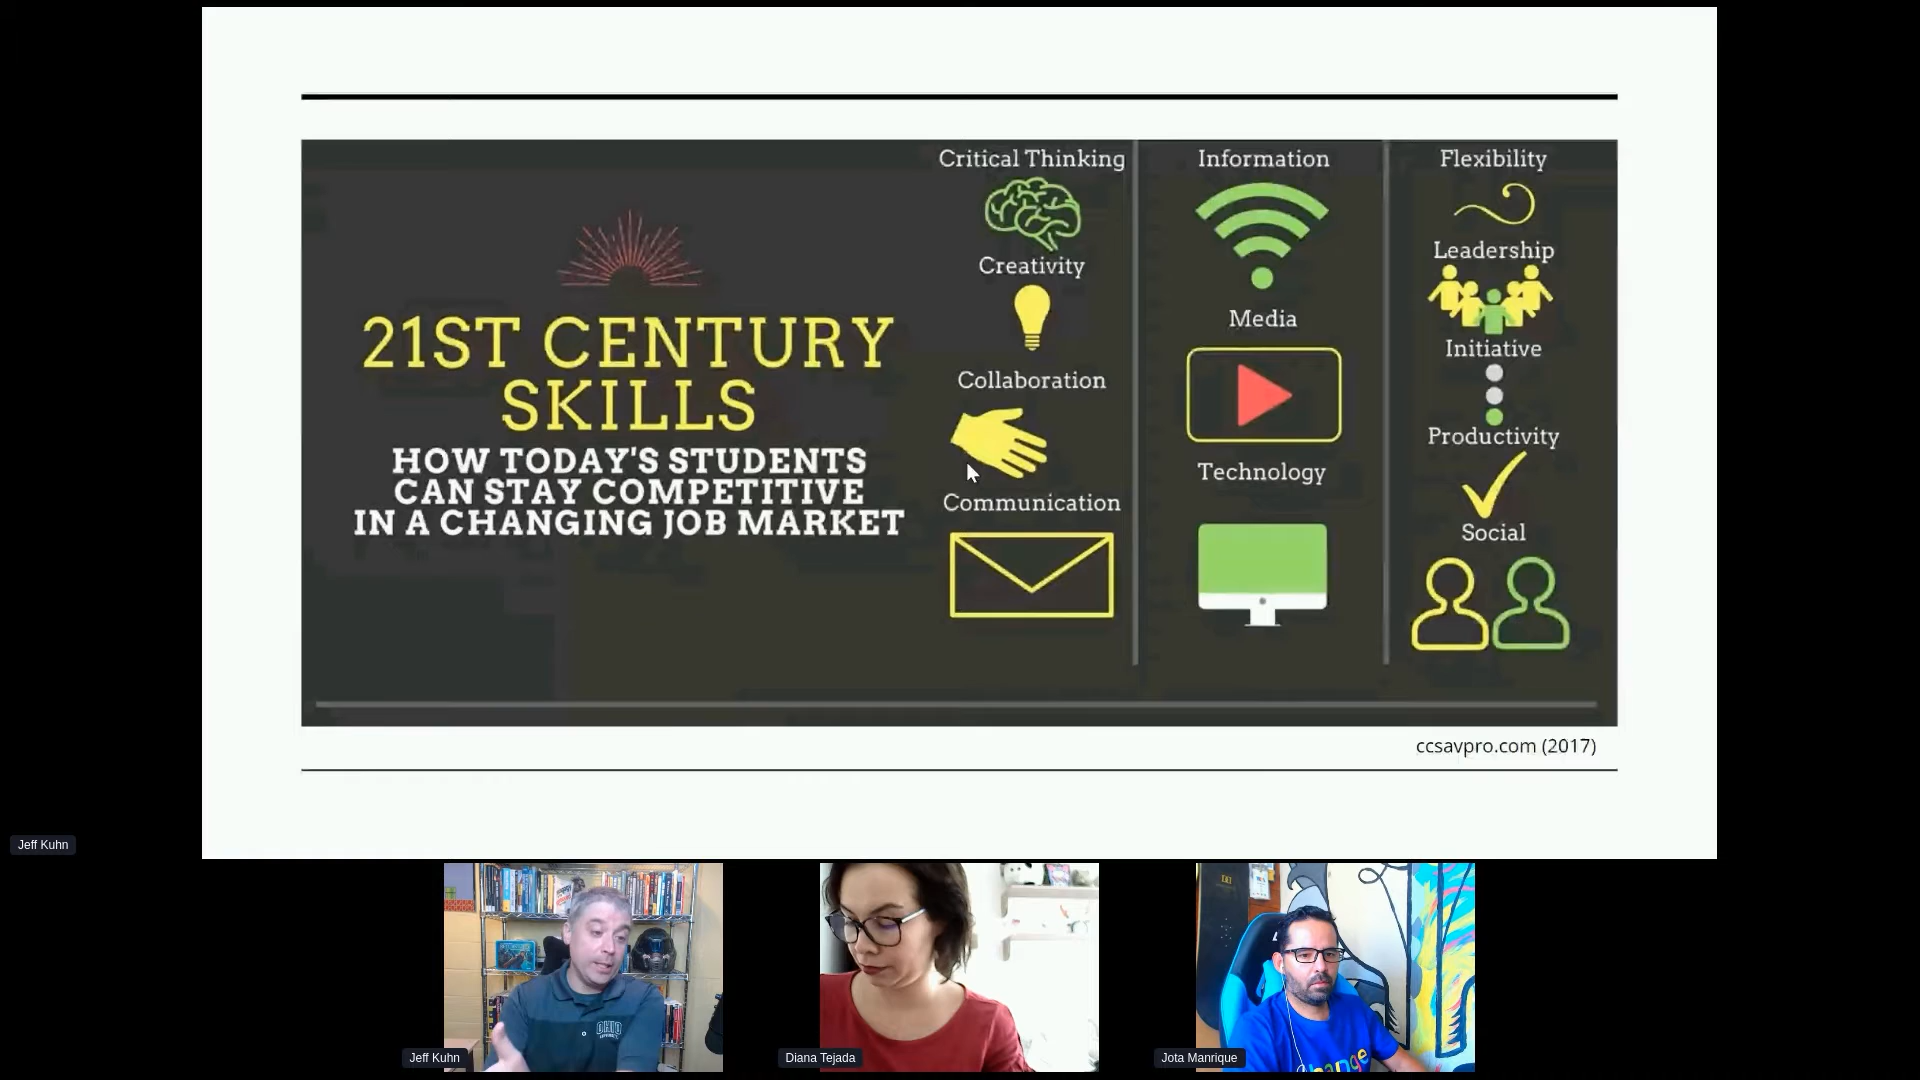 21ST CENTURY
SKILLS
HOW TODAY'S STUDENTS
CAN STAY COMPETITIVE
IN A CHANGING JOB MARKET
Critical Thinking
Creativity
Collaboration
Communication
Information
Media
Technology
Flexibility
Leadership
Initiative
Productivity
Social
ccsavpro.com (2017)
Jeff Kuhn
Jeff Kuhn
OHIO
Diana Tejada
Jota Manrique